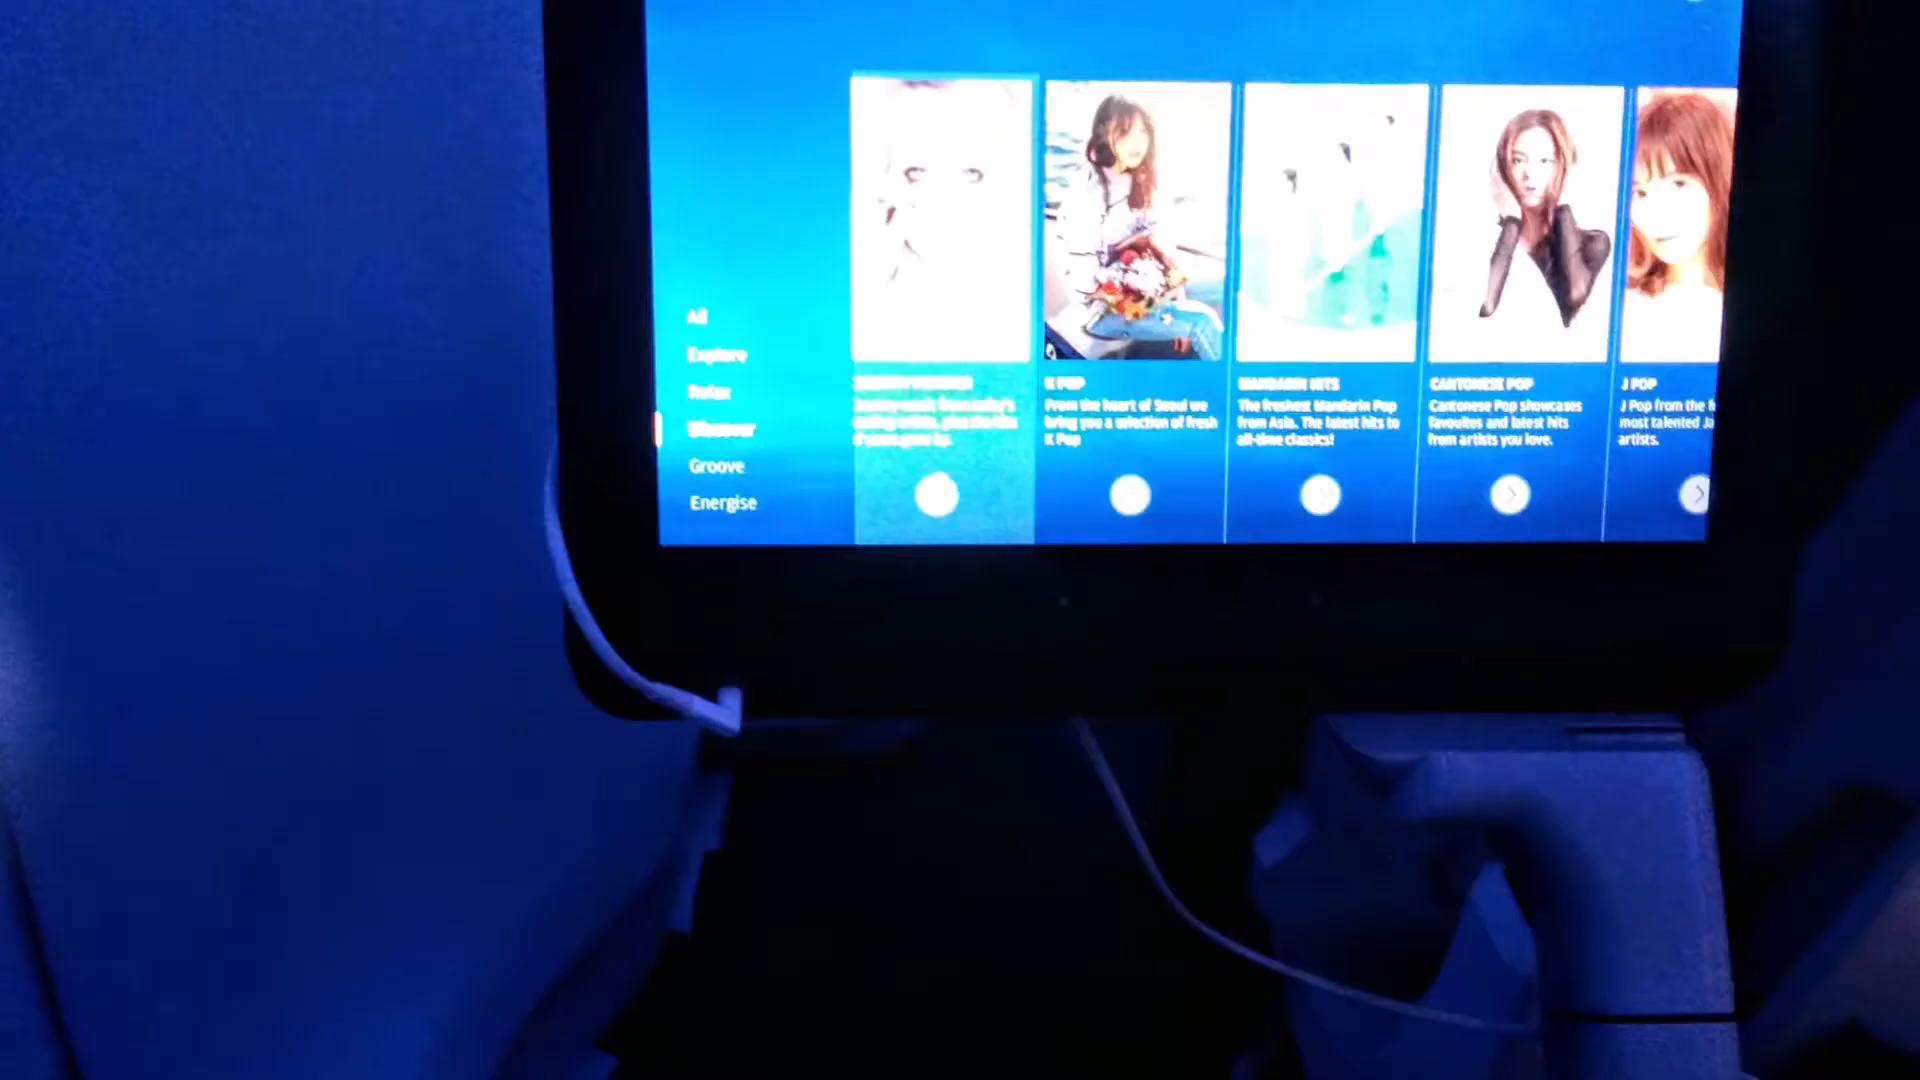 All
Explore
Relax
Discover
Groove
Energise
K POP
From the heart of Seoul we
bring you a selection of fresh
K Pop
MANDARIN HITS
The freshest Mandarin Pop
from Asia. The latest hits to
all-time classics!
CANTONESE POP
Cantonese Pop showcases
favourites and latest hits
from artists you love.
J POP
J Pop from the
most talented Ja
artists.